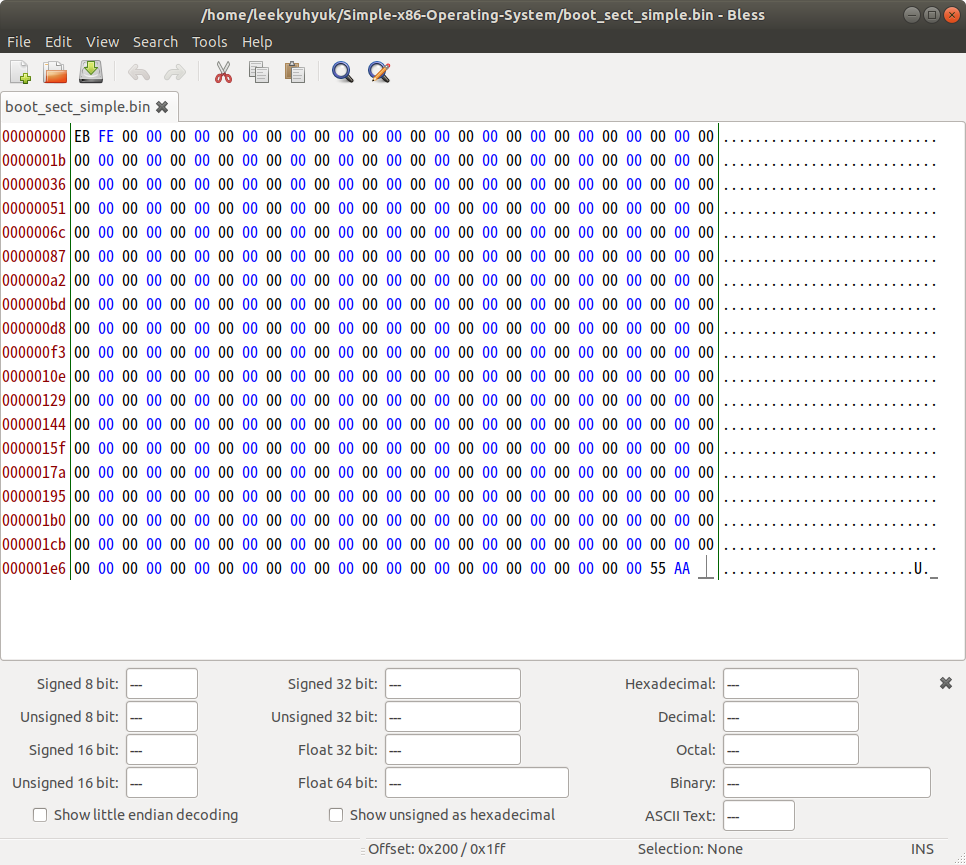 /home/leekyuhyuk/Simple-x86-Operating-System/boot_sect_simple.bin - Bless
File Edit View Search Tools Help
boot_sect_simple.bin
00000000 EB FE 00 00 00 00 00 00 00 00 00 00 00 00 00 00 00 00 00 00 00 00 00 00 00 00 00 ...........................
0000001b 00 00 00 00 00 00 00 00 00 00 00 00 00 00 00 00 00 00 00 00 00 00 00 00 00 00 00 ...........................
00000036 00 00 00 00 00 00 00 00 00 00 00 00 00 00 00 00 00 00 00 00 00 00 00 00 00 00 00 ...........................
00000051 00 00 00 00 00 00 00 00 00 00 00 00 00 00 00 00 00 00 00 00 00 00 00 00 00 00 00 ...........................
0000006c 00 00 00 00 00 00 00 00 00 00 00 00 00 00 00 00 00 00 00 00 00 00 00 00 00 00 00 ...........................
00000087 00 00 00 00 00 00 00 00 00 00 00 00 00 00 00 00 00 00 00 00 00 00 00 00 00 00 00 ...........................
000000a2 00 00 00 00 00 00 00 00 00 00 00 00 00 00 00 00 00 00 00 00 00 00 00 00 00 00 00 ...........................
000000bd 00 00 00 00 00 00 00 00 00 00 00 00 00 00 00 00 00 00 00 00 00 00 00 00 00 00 00 ...........................
000000d8 00 00 00 00 00 00 00 00 00 00 00 00 00 00 00 00 00 00 00 00 00 00 00 00 00 00 00 ...........................
000000f3 00 00 00 00 00 00 00 00 00 00 00 00 00 00 00 00 00 00 00 00 00 00 00 00 00 00 00 ...........................
0000010e 00 00 00 00 00 00 00 00 00 00 00 00 00 00 00 00 00 00 00 00 00 00 00 00 00 00 00 ...........................
00000129 00 00 00 00 00 00 00 00 00 00 00 00 00 00 00 00 00 00 00 00 00 00 00 00 00 00 00 ...........................
00000144 00 00 00 00 00 00 00 00 00 00 00 00 00 00 00 00 00 00 00 00 00 00 00 00 00 00 00 ...........................
0000015f 00 00 00 00 00 00 00 00 00 00 00 00 00 00 00 00 00 00 00 00 00 00 00 00 00 00 00 ...........................
0000017a 00 00 00 00 00 00 00 00 00 00 00 00 00 00 00 00 00 00 00 00 00 00 00 00 00 00 00 ...........................
00000195 00 00 00 00 00 00 00 00 00 00 00 00 00 00 00 00 00 00 00 00 00 00 00 00 00 00 00 ...........................
000001b0 00 00 00 00 00 00 00 00 00 00 00 00 00 00 00 00 00 00 00 00 00 00 00 00 00 00 00 ...........................
000001cb 00 00 00 00 00 00 00 00 00 00 00 00 00 00 00 00 00 00 00 00 00 00 00 00 00 00 00 ...........................
000001e6 00 00 00 00 00 00 00 00 00 00 00 00 00 00 00 00 00 00 00 00 00 00 00 00 55 AA ........................U.
Signed 8 bit: --- Signed 32 bit: --- Hexadecimal: ---
Unsigned 8 bit: --- Unsigned 32 bit: --- Decimal: ---
Signed 16 bit: --- Float 32 bit: --- Octal: ---
Unsigned 16 bit: --- Float 64 bit: --- Binary: ---
Show little endian decoding Show unsigned as hexadecimal ASCII Text: ---
Offset: 0x200 / 0x1ff Selection: None INS